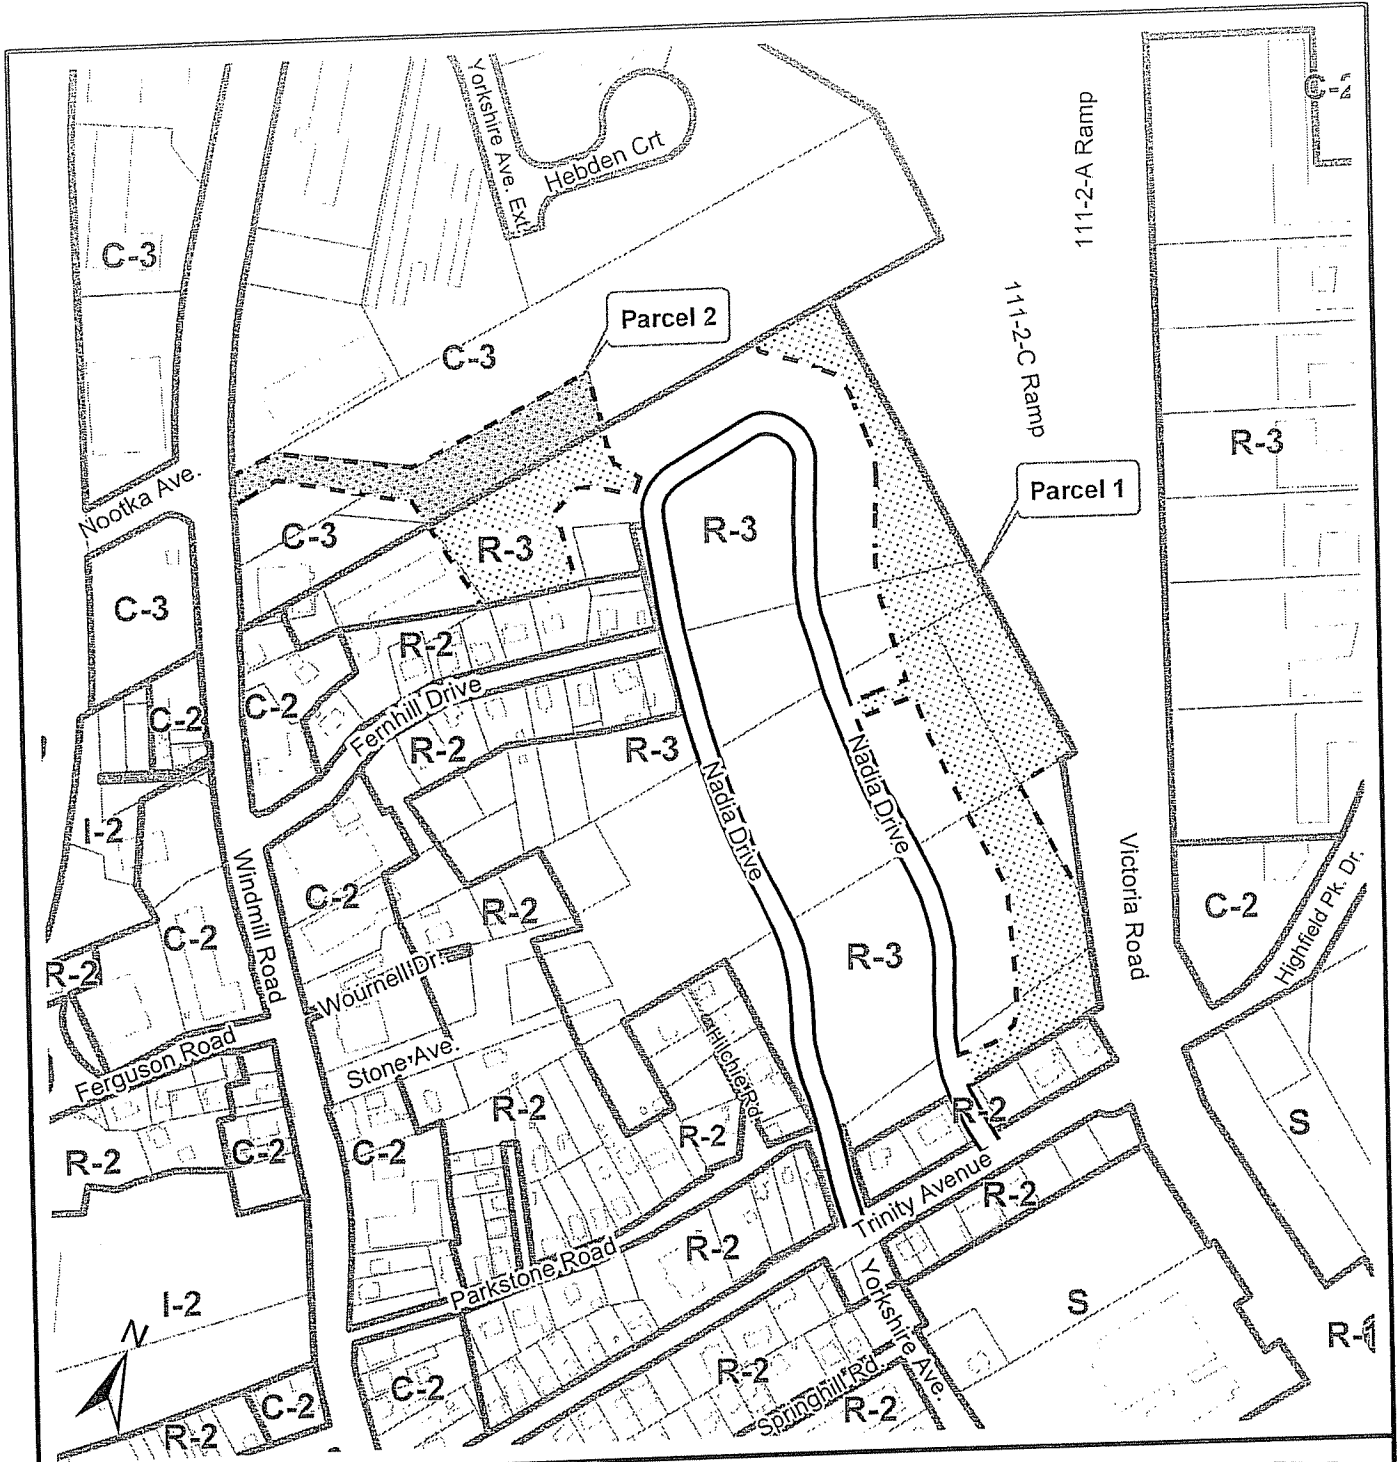 C-2
111-2-A Ramp
Yorkshire Ave. Ext.
Hebden Crt
C-3
Parcel 2
C-3
111-2-C Ramp
R-3
Parcel 1
Nootka Ave.
C-3
R-3
R-3
C-3
R-2
C-2
C-2
Fernhill Drive
R-2
R-3
Nadia Drive
Nadia Drive
I-2
Windmill Road
C-2
R-2
C-2
Victoria Road
C-2
Highfield Pk. Dr.
R-3
R-2
Wournell Dr.
Stone Ave.
Ferguson Road
Hilchie Rd
R-2
R-2
R-2
S
R-2
C-2
C-2
Trinity Avenue
R-2
R-2
Parkstone Road
Yorkshire Ave.
I-2
S
R-1
N
R-2
Springhill Rd
R-2
C-2
C-2
R-2